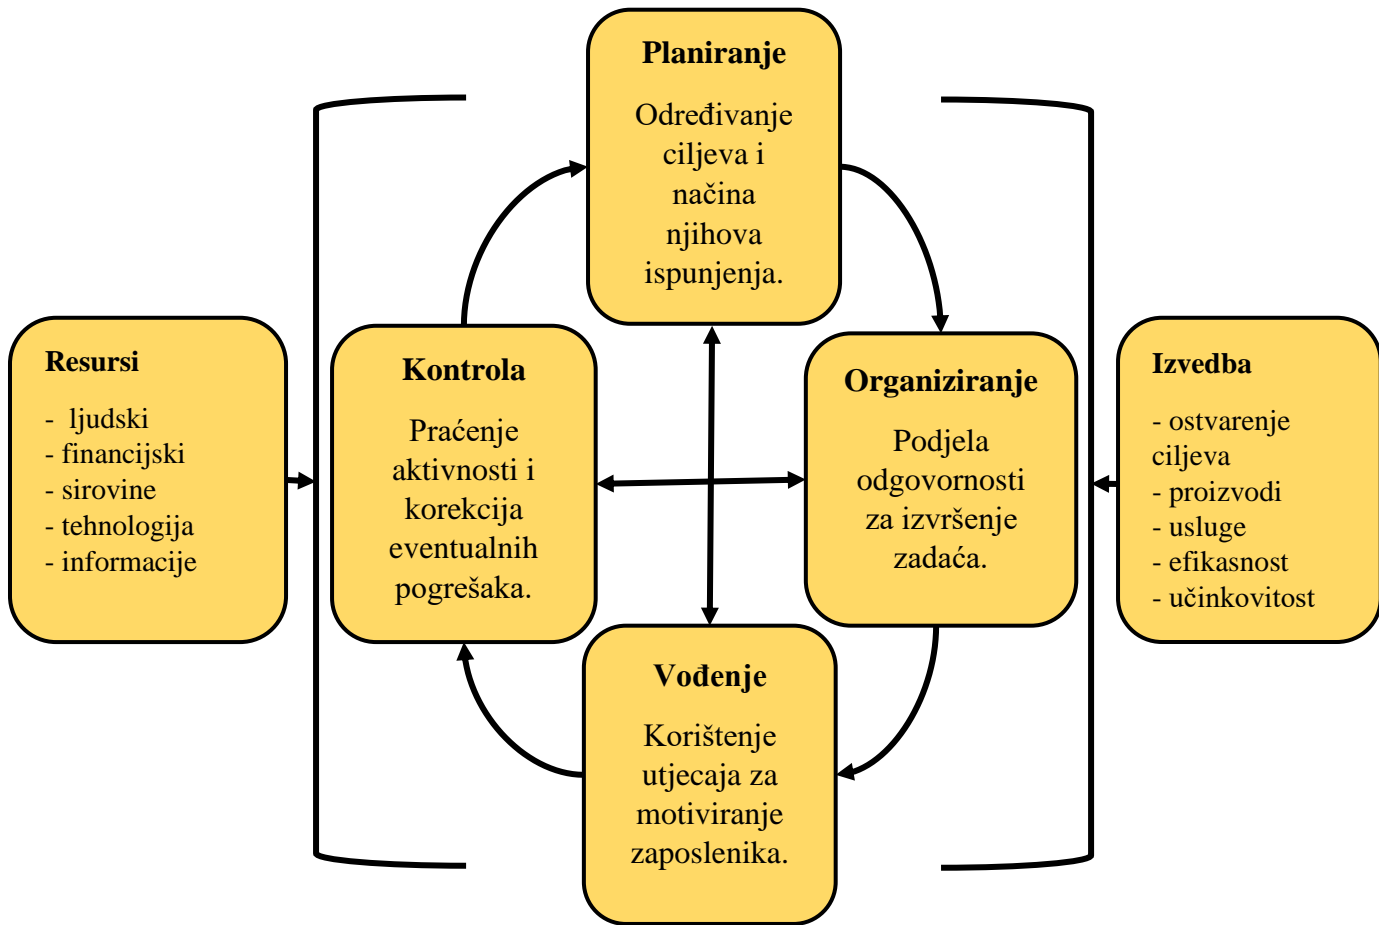 Planiranje
Određivanje
ciljeva i
načina
njihova
ispunjenja.
Resursi
- ljudski
- financijski
- sirovine
- tehnologija
- informacije
Kontrola
Praćenje
aktivnosti i
korekcija
eventualnih
pogrešaka.
Organiziranje
Podjela
odgovornosti
za izvršenje
zadaća.
Izvedba
- ostvarenje
ciljeva
- proizvodi
- usluge
- efikasnost
- učinkovitost
Vođenje
Korištenje
utjecaja za
motiviranje
zaposlenika.